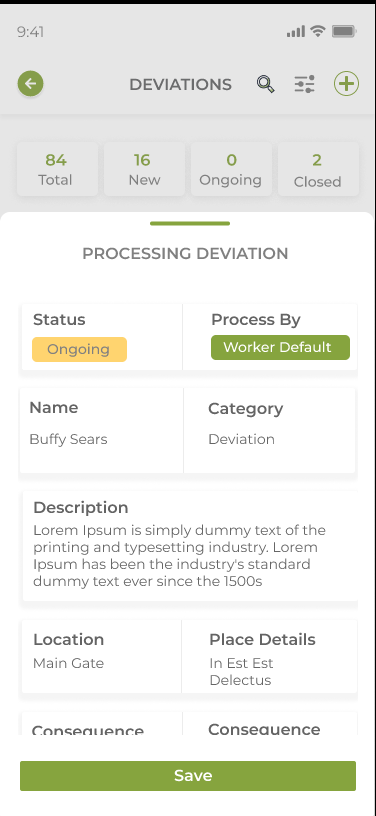 9:41
DEVIATIONS
84 16 0 2
Total New Ongoing Closed
PROCESSING DEVIATION
Status Process By
Ongoing Worker Default
Name Category
Buffy Sears Deviation
Description
Lorem Ipsum is simply dummy text of the
printing and typesetting industry. Lorem
Ipsum has been the industry's standard
dummy text ever since the 1500s
Location Place Details
Main Gate In Est Est
Delectus
Consequence Consequence
Save